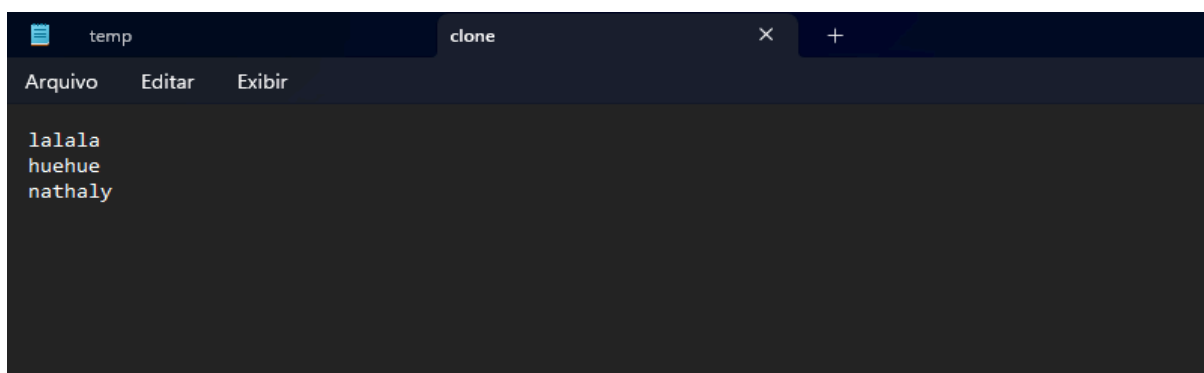 temp
clone
Arquivo Editar Exibir
lalala
huehue
nathaly